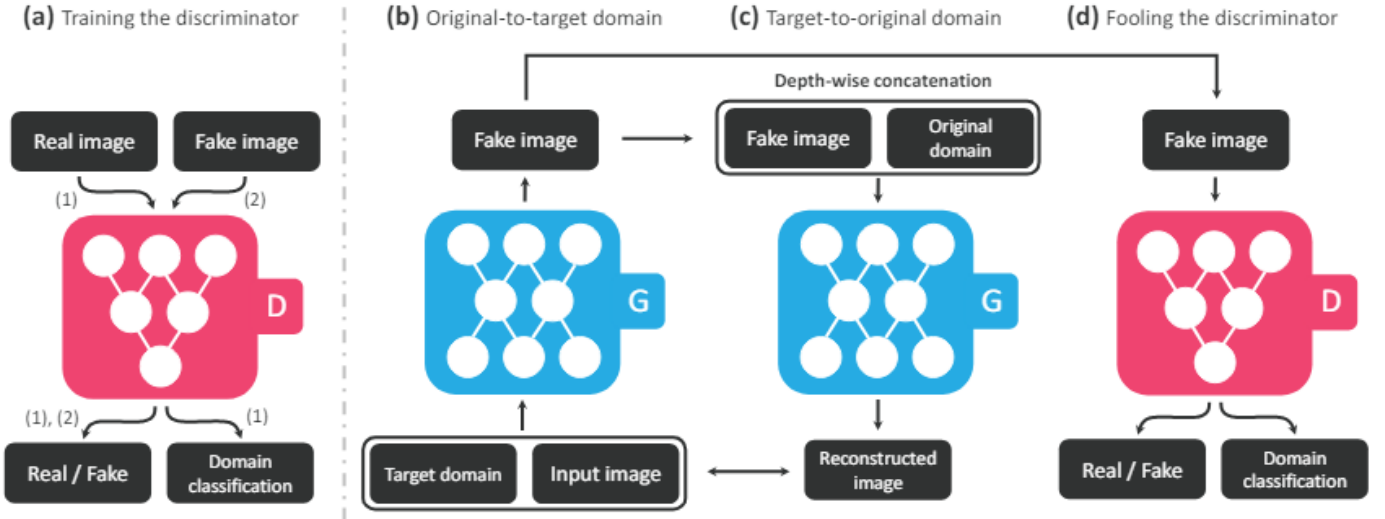 (a) Training the discriminator
(b) Original-to-target domain
(c) Target-to-original domain
(d) Fooling the discriminator
Depth-wise concatenation
Real image
Fake image
(1)
(2)
D
(1), (2)
(1)
Real / Fake
Domain
classification
Fake image
G
Target domain
Input image
Fake image
Original
domain
G
Reconstructed
image
Fake image
D
Real / Fake
Domain
classification